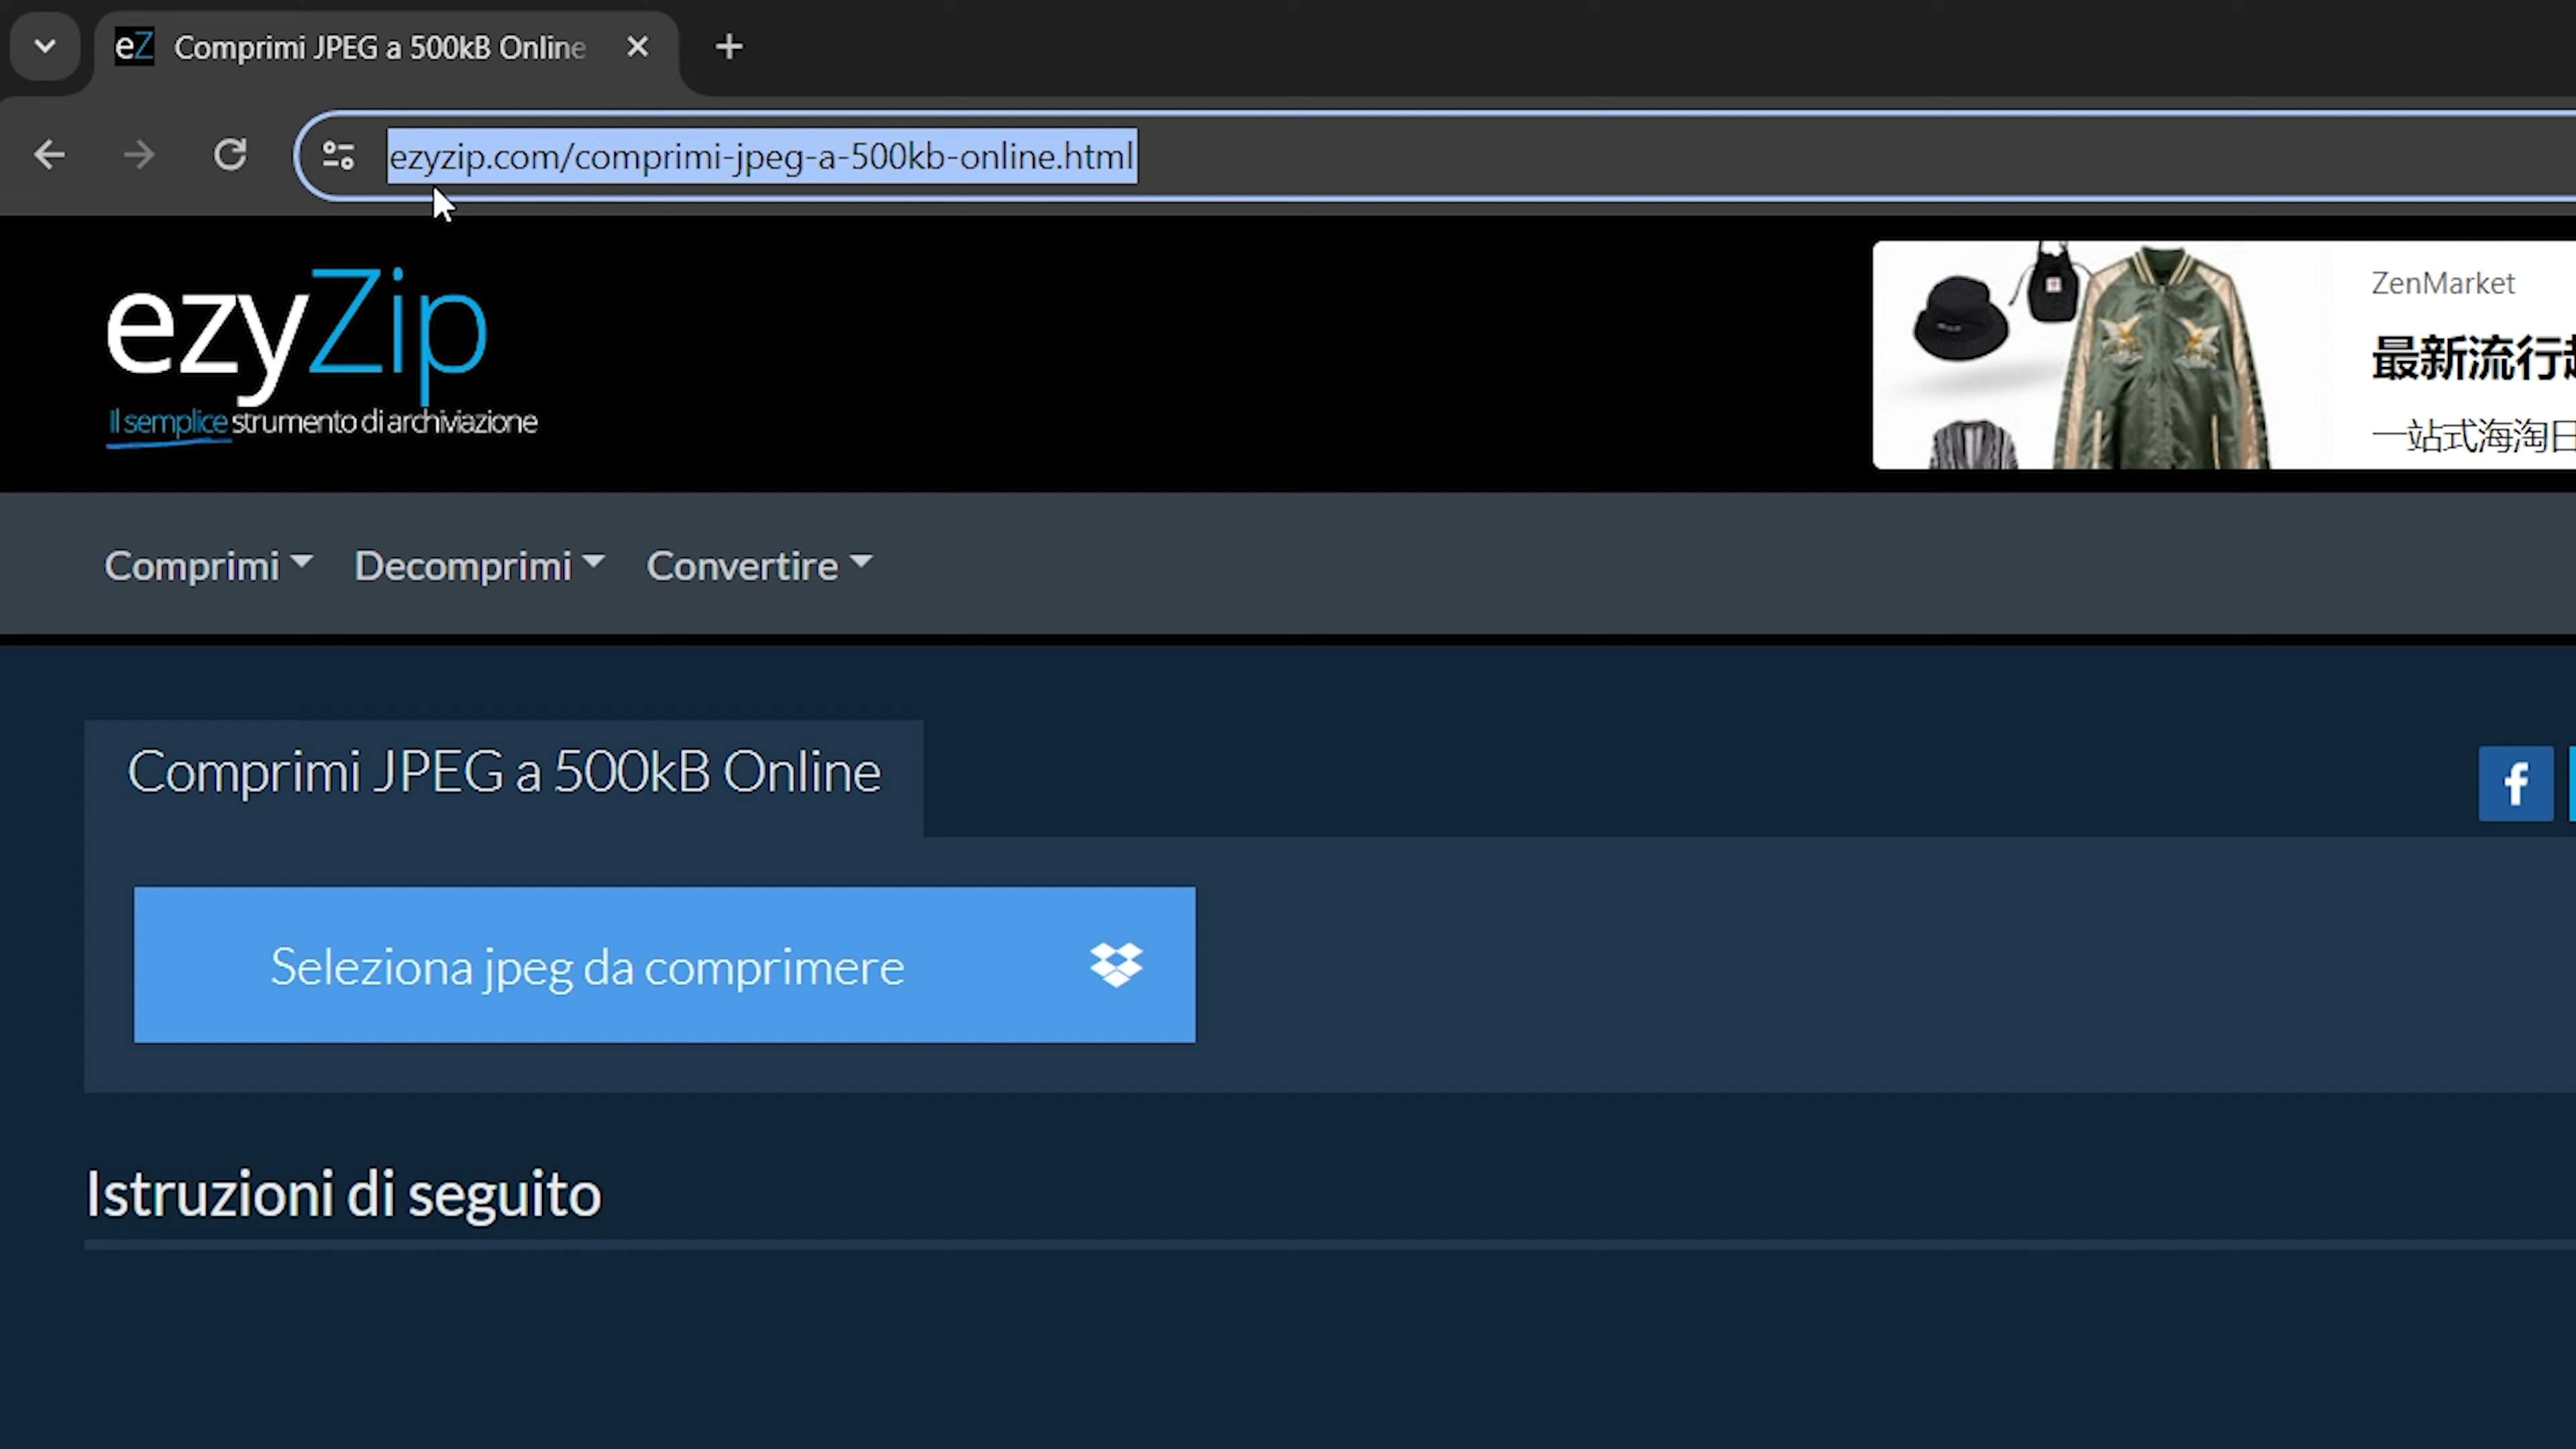 eZ Comprimi JPEG a 500kB Online
ezyzip.com/comprimi-jpeg-a-500kb-online.html
ezyZip
Il semplice strumento di archiviazione
ZenMarket
最新流行
一站式海淘日
Comprimi Decomprimi Convertire
Comprimi JPEG a 500kB Online
Seleziona jpeg da comprimere
Istruzioni di seguito